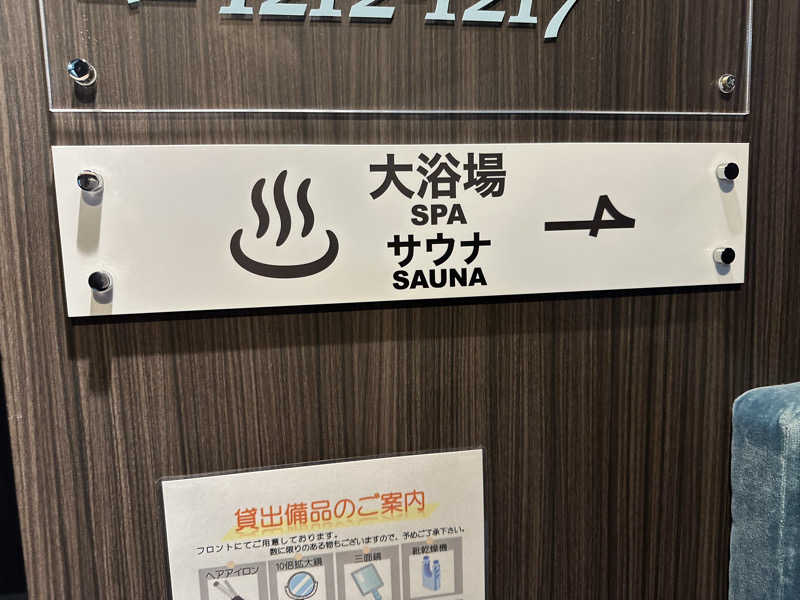 1212-1217
大浴場
SPA
サウナ
SAUNA
貸出備品のご案内
フロントにてご用意しております。
数に限りのある物もございますので、予めご了承下さい。
ヘアアイロン 10倍拡大鏡 三面鏡 靴乾燥機